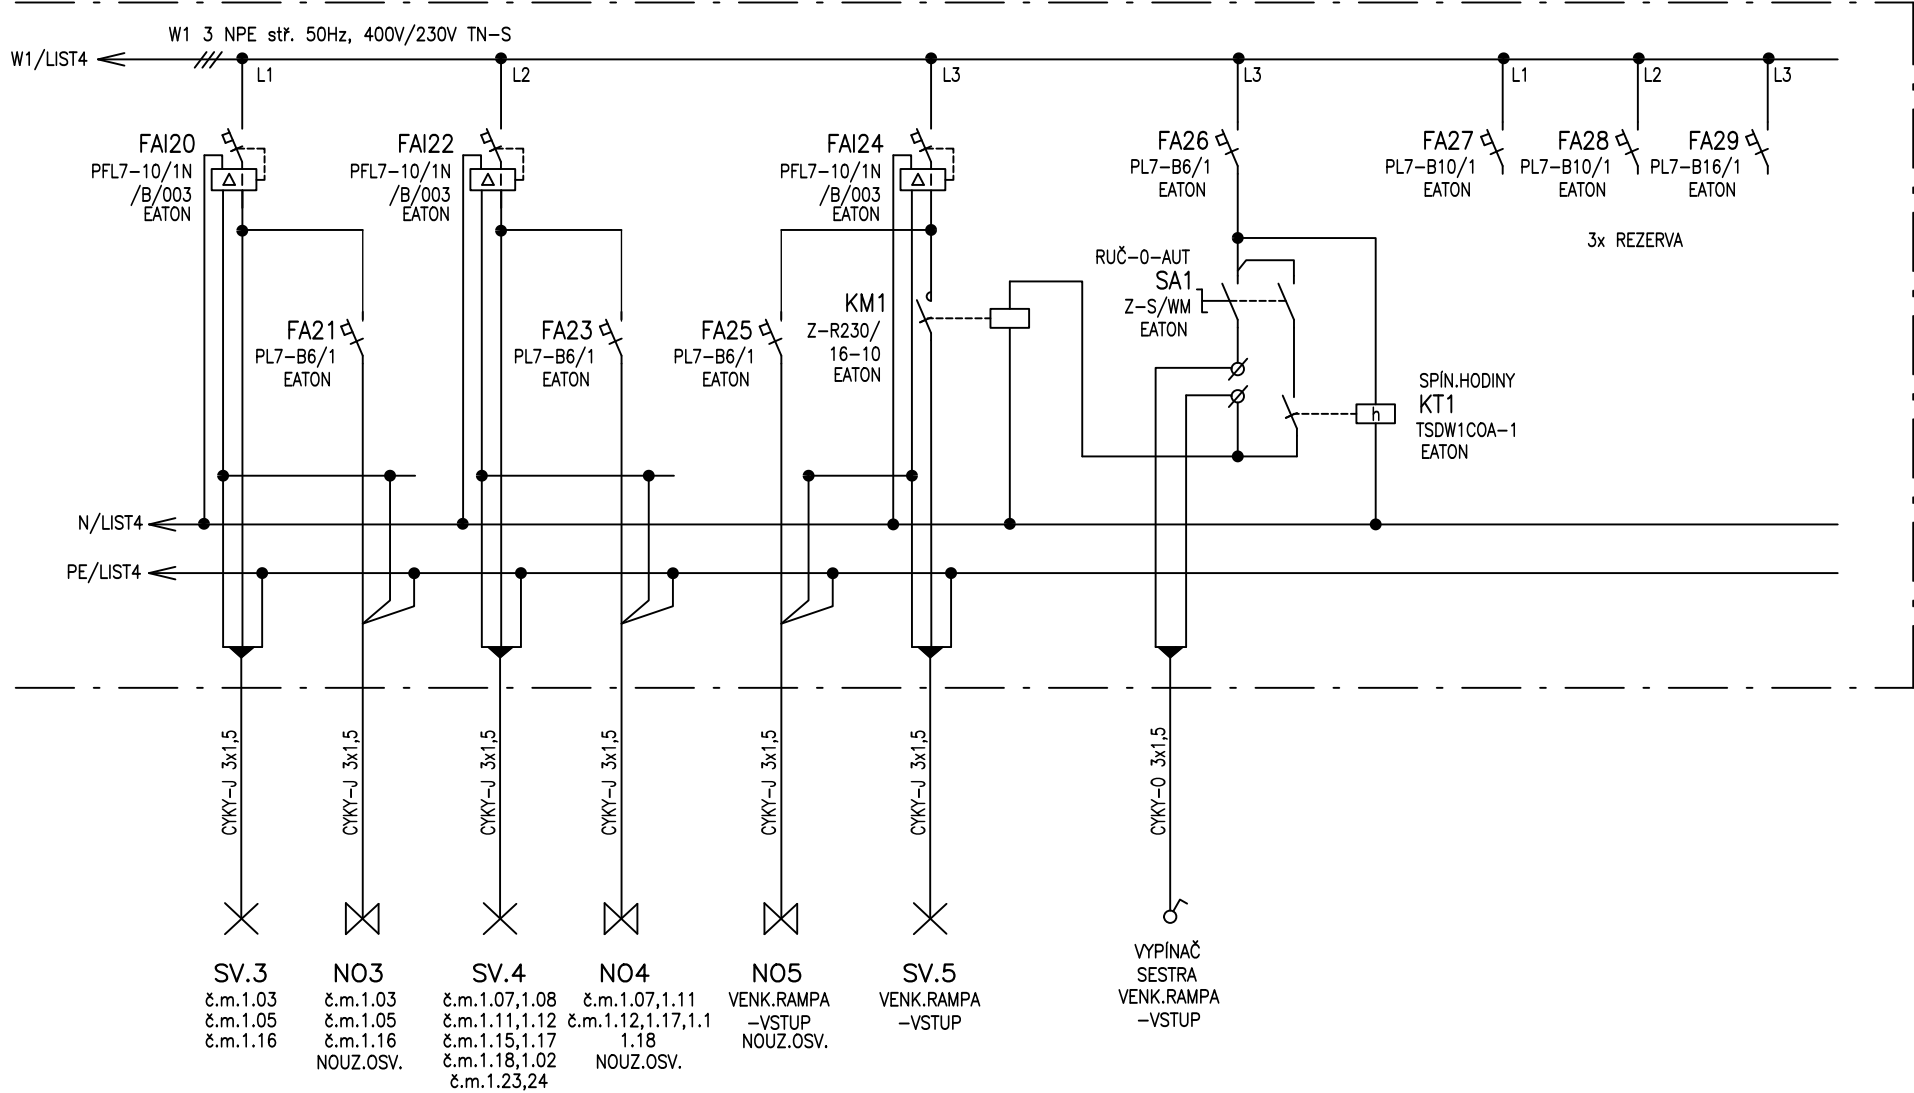 W1 3 NPE stř. 50Hz, 400V/230V TN-S
W1/LIST4
L1
L2
L3
L3
L1
L2
L3
FAI20
PFL7-10/1N
/B/003
EATON
FAI22
PFL7-10/1N
/B/003
EATON
FAI24
PFL7-10/1N
/B/003
EATON
FA26
PL7-B6/1
EATON
FA27
PL7-B10/1
EATON
FA28
PL7-B10/1
EATON
FA29
PL7-B16/1
EATON
3x REZERVA
FA21
PL7-B6/1
EATON
FA23
PL7-B6/1
EATON
FA25
PL7-B6/1
EATON
KM1
Z-R230/
16-10
EATON
RUČ-0-AUT
SA1
Z-S/WM
EATON
SPÍN.HODINY
KT1
TSDW1COA-1
EATON
h
N/LIST4
PE/LIST4
CYKY-J 3x1,5
CYKY-J 3x1,5
CYKY-J 3x1,5
CYKY-J 3x1,5
CYKY-J 3x1,5
CYKY-J 3x1,5
CYKY-O 3x1,5
SV.3
č.m.1.03
č.m.1.05
č.m.1.16
NO3
č.m.1.03
č.m.1.05
č.m.1.16
NOUZ.OSV.
SV.4
č.m.1.07,1.08
č.m.1.11,1.12
č.m.1.15,1.17
č.m.1.18,1.02
č.m.1.23,24
NO4
č.m.1.07,1.11
č.m.1.12,1.17,1.1
1.18
NOUZ.OSV.
NO5
VENK.RAMPA
-VSTUP
NOUZ.OSV.
SV.5
VENK.RAMPA
-VSTUP
VYPÍNAČ
SESTRA
VENK.RAMPA
-VSTUP